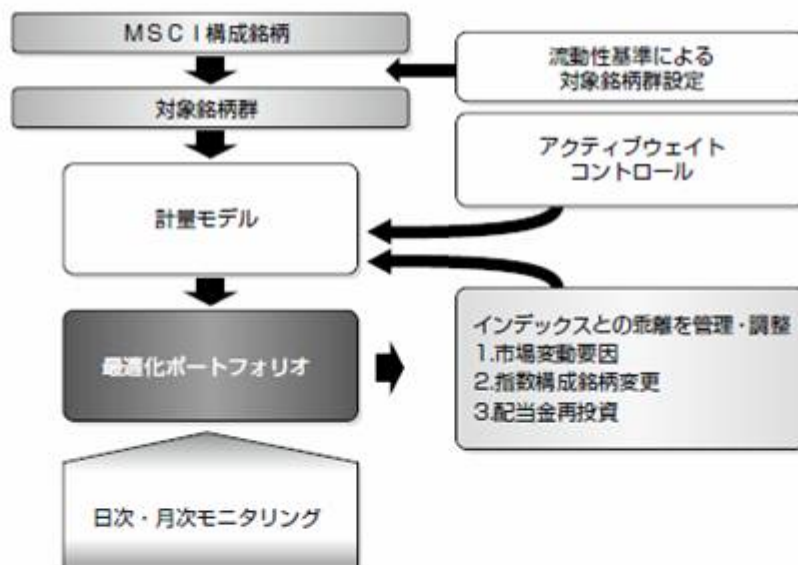 MSCI構成銘柄
流動性基準による
対象銘柄群設定
対象銘柄群
アクティブウェイト
コントロール
計量モデル
最適化ポートフォリオ
インデックスとの乖離を管理・調整
1.市場変動要因
2.指数構成銘柄変更
3.配当金再投資
日次・月次モニタリング